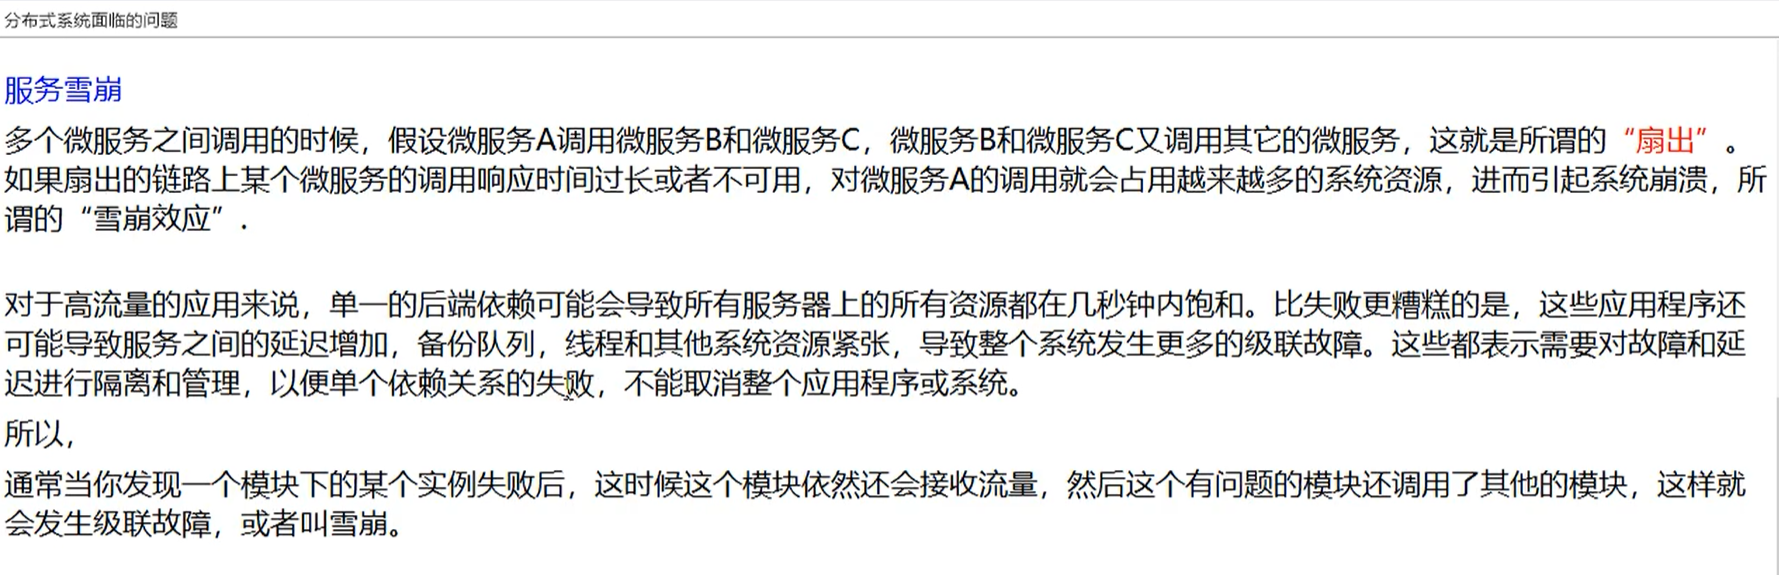 分布式系统面临的问题
服务雪崩
多个微服务之间调用的时候，假设微服务A调用微服务B和微服务C，微服务B和微服务C又调用其它的微服务，这就是所谓的“扇出”。
如果扇出的链路上某个微服务的调用响应时间过长或者不可用，对微服务A的调用就会占用越来越多的系统资源，进而引起系统崩溃，所
谓的“雪崩效应”.
对于高流量的应用来说，单一的后端依赖可能会导致所有服务器上的所有资源都在几秒钟内饱和。比失败更糟糕的是，这些应用程序还
可能导致服务之间的延迟增加，备份队列，线程和其他系统资源紧张，导致整个系统发生更多的级联故障。这些都表示需要对故障和延
迟进行隔离和管理，以便单个依赖关系的失败，不能取消整个应用程序或系统。
所以，
通常当你发现一个模块下的某个实例失败后，这时候这个模块依然还会接收流量，然后这个有问题的模块还调用了其他的模块，这样就
会发生级联故障，或者叫雪崩。